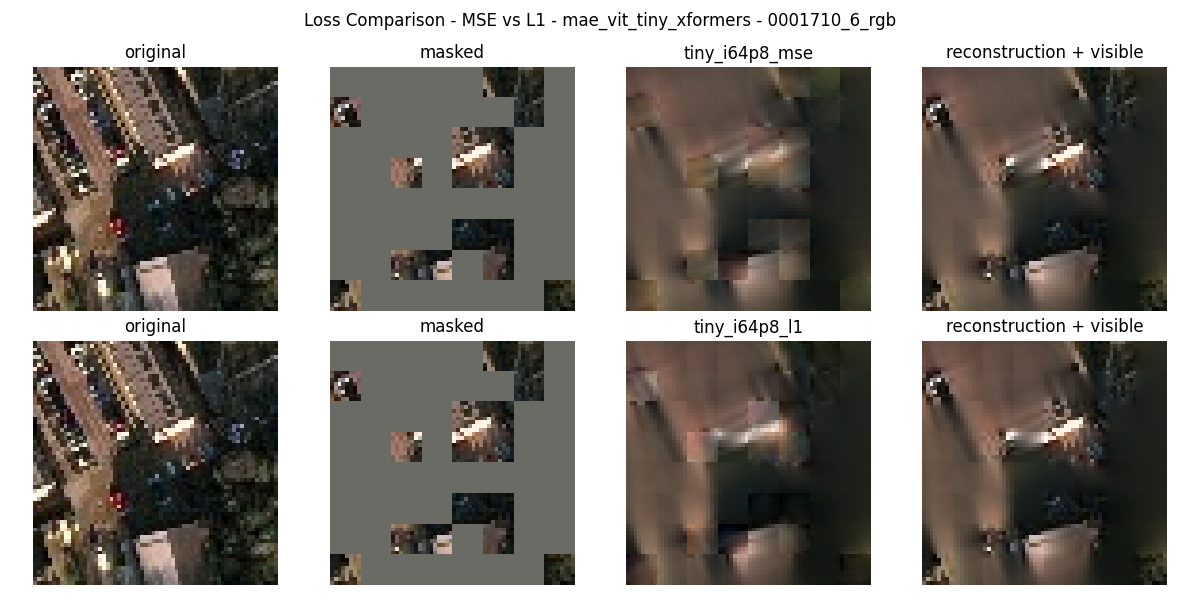 Loss Comparison - MSE vs L1 - mae_vit_tiny_xformers - 0001710_6_rgb
original masked tiny_i64p8_mse reconstruction + visible
original masked tiny_i64p8_l1 reconstruction + visible